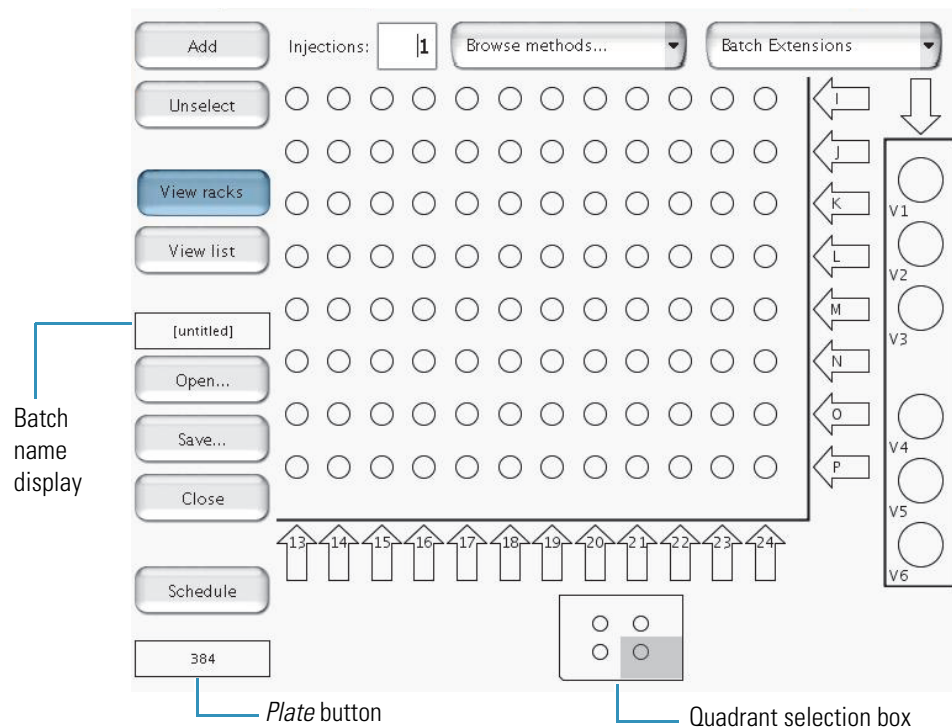 Add
Injections: 1
Browse methods...
Batch Extensions
Unselect
I
J
View racks
K
V1
View list
L
V2
M
V3
[untitled]
N
Open...
Batch
name
display
Save...
O
V4
P
Close
V5
13 14 15 16 17 18 19 20 21 22 23 24
V6
Schedule
384
Plate button
Quadrant selection box